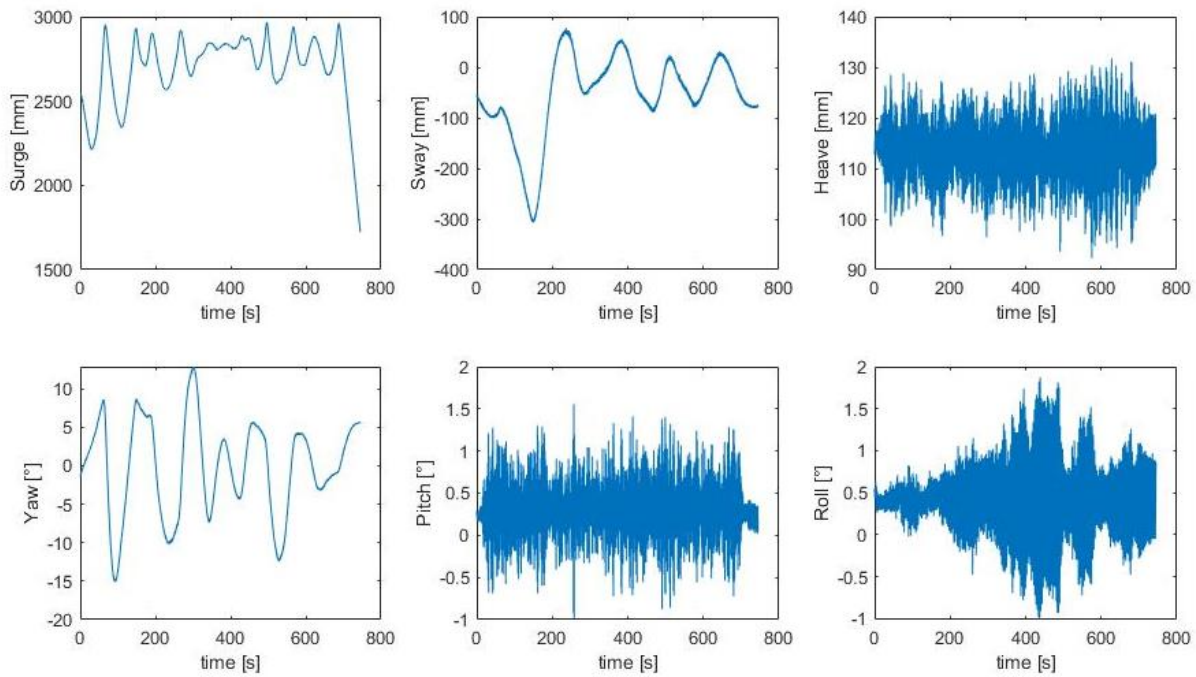 3000
2500
2000
1500
Surge [mm]
0 200 400 600 800
time [s]
100
0
-100
-200
-300
-400
Sway [mm]
0 200 400 600 800
time [s]
140
130
120
110
100
90
Heave [mm]
0 200 400 600 800
time [s]
10
5
0
-5
-10
-15
-20
Yaw [°]
0 200 400 600 800
time [s]
2
1.5
1
0.5
0
-0.5
-1
Pitch [°]
0 200 400 600 800
time [s]
2
1.5
1
0.5
0
-0.5
-1
Roll [°]
0 200 400 600 800
time [s]